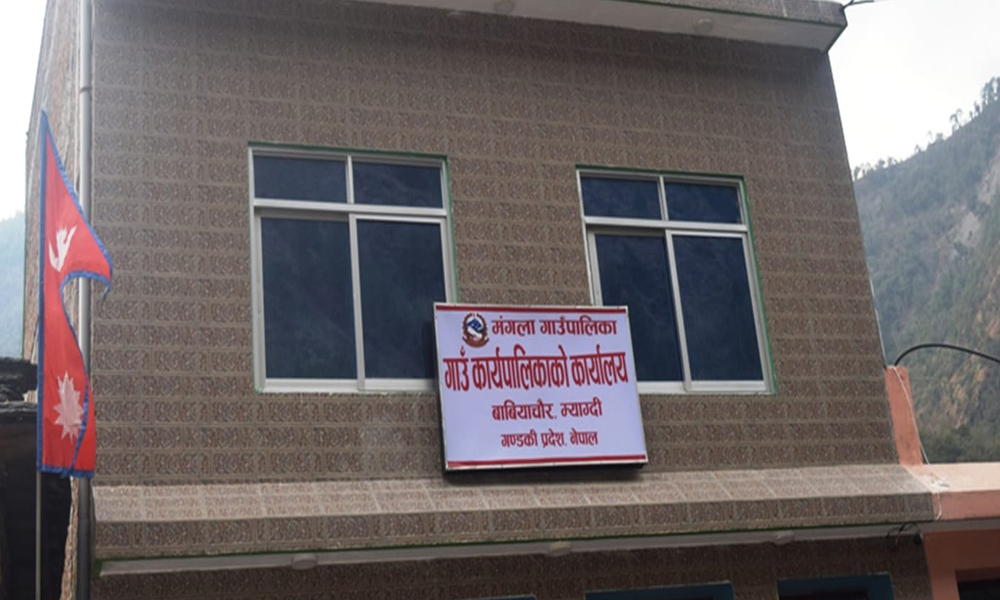 मंगला गाउँपालिका
गाउँ कार्यपालिकाको कार्यालय
बाबियाचौर, म्याग्दी
गण्डकी प्रदेश, नेपाल